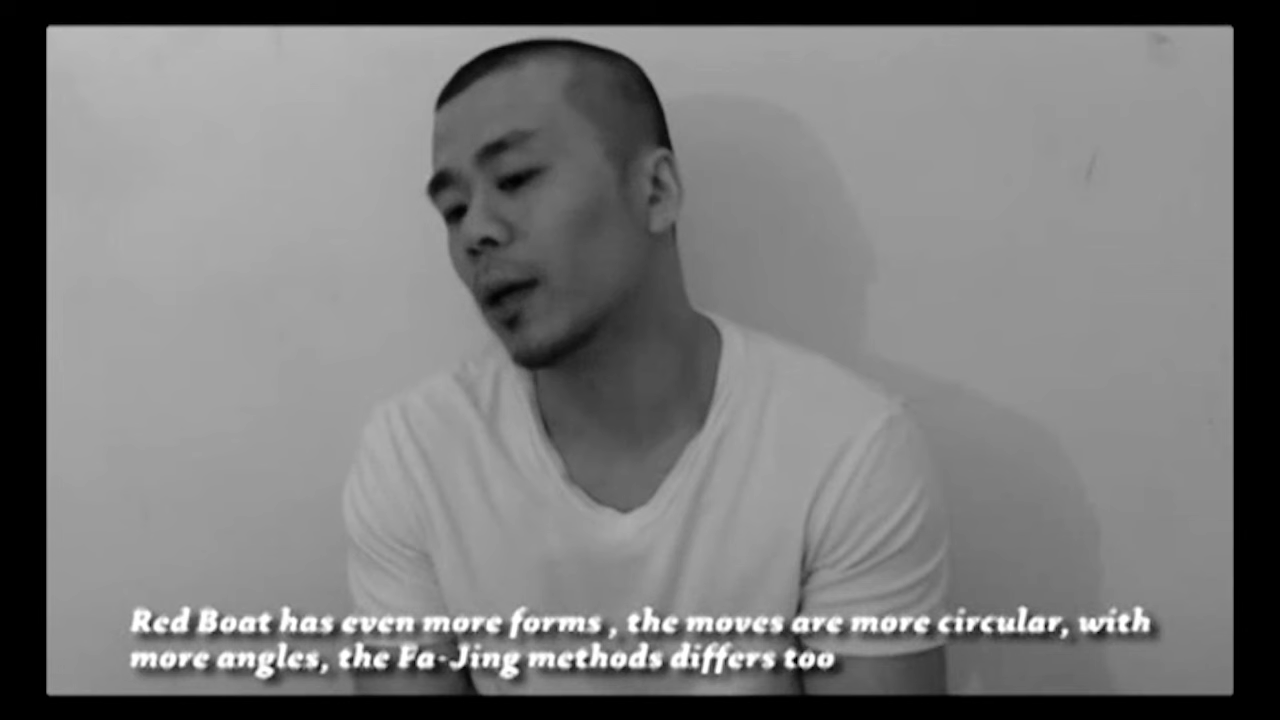 Red Boat has even more forms , the moves are more circular, with
more angles, the Fa-Jing methods differs too